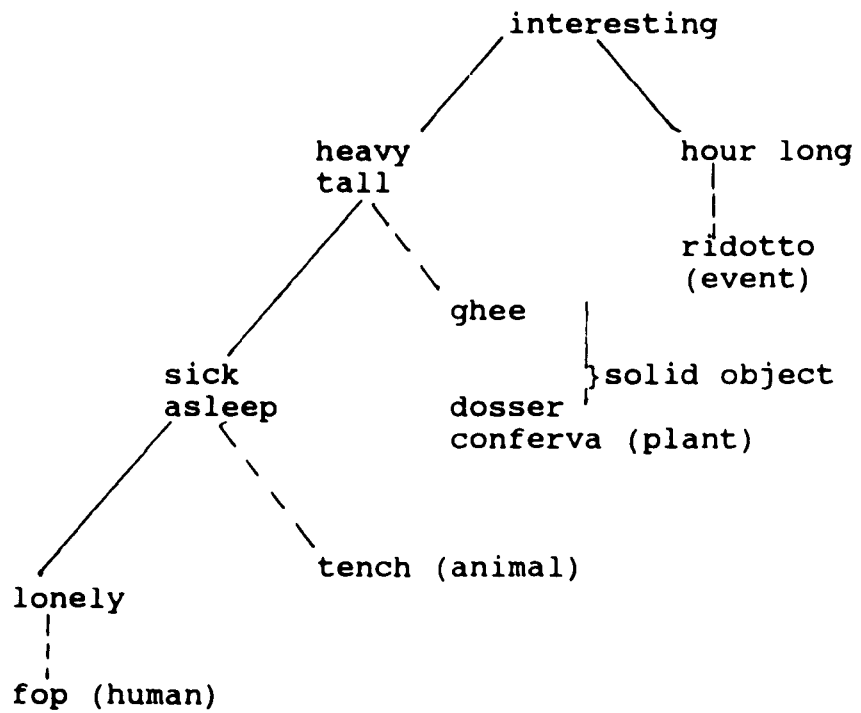 interesting
heavy
tall
hour long
ridotto
(event)
ghee
sick
asleep
}solid object
dosser
conferva (plant)
tench (animal)
lonely
fop (human)